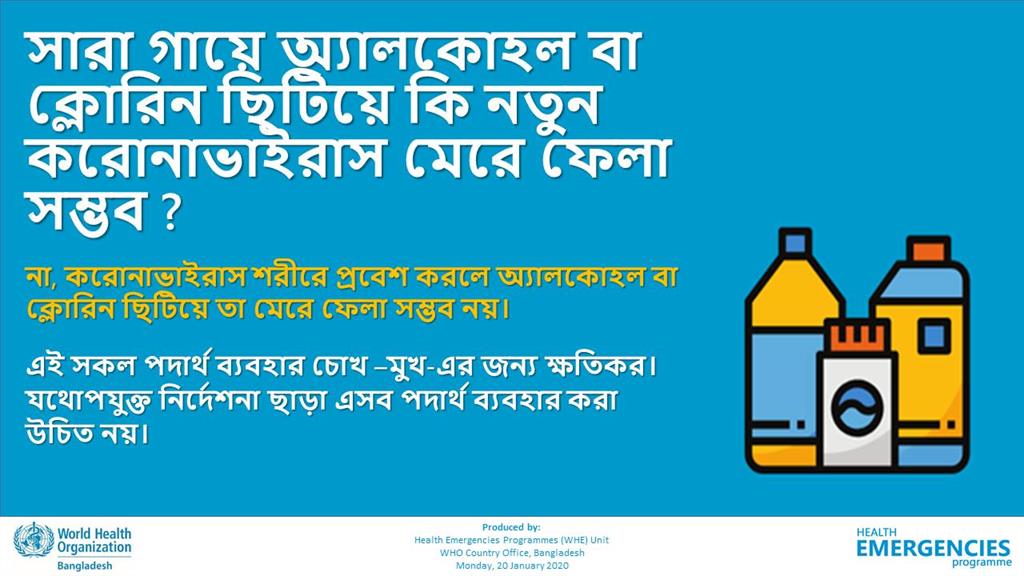 সারা গায়ে অ্যালকোহল বা
ক্লোরিন ছিটিয়ে কি নতুন
করোনাভাইরাস মেরে ফেলা
সম্ভব ?
না, করোনাভাইরাস শরীরে প্রবেশ করলে অ্যালকোহল বা
ক্লোরিন ছিটিয়ে তা মেরে ফেলা সম্ভব নয়।
এই সকল পদার্থ ব্যবহার চোখ –মুখ-এর জন্য ক্ষতিকর।
যথোপযুক্ত নির্দেশনা ছাড়া এসব পদার্থ ব্যবহার করা
উচিত নয়।
World Health
Organization
Bangladesh
Produced by:
Health Emergencies Programmes (WHE) Unit
WHO Country Office, Bangladesh
Monday, 20 January 2020
HEALTH
EMERGENCIES
programme